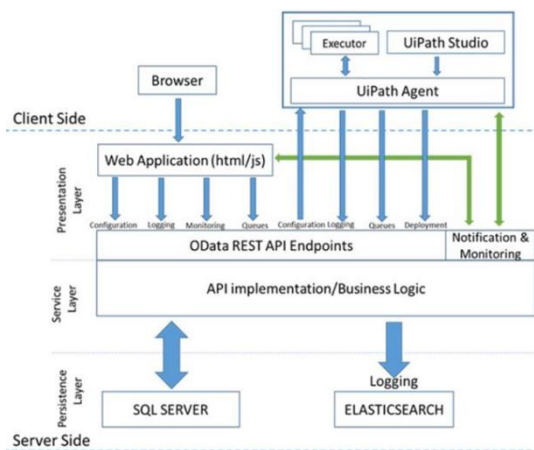 Executor
UiPath Studio
Browser
UiPath Agent
Client Side
Web Application (html/js)
Presentation
Layer
Configuration
Logging
Monitoring
Queues
Configuration
Logging
Queues
Deployment
OData REST API Endpoints
Notification &
Monitoring
Service
Layer
API implementation/Business Logic
Persistence
Layer
Logging
SQL SERVER
ELASTICSEARCH
Server Side